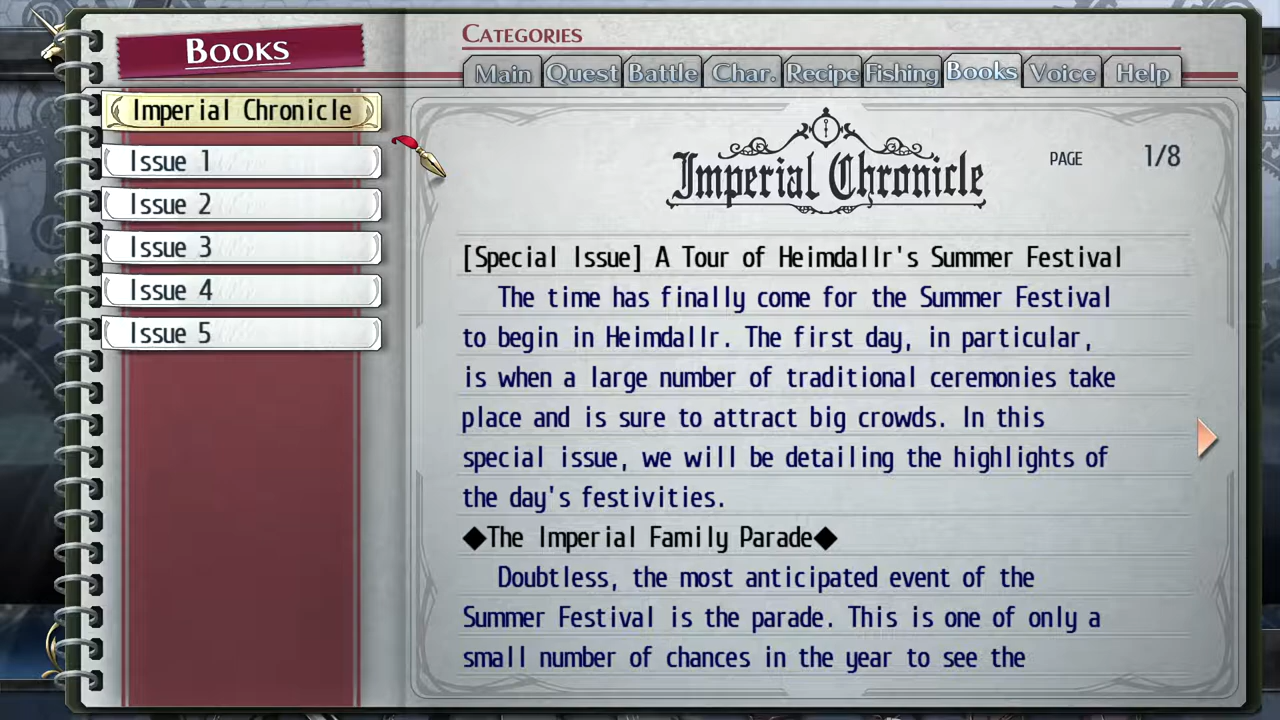 Books
Imperial Chronicle
Issue 1
Issue 2
Issue 3
Issue 4
Issue 5
Categories
Main Quest Battle Char. Recipe Fishing Books Voice Help
Imperial Chronicle
PAGE 1/8
[Special Issue] A Tour of Heimdallr's Summer Festival
The time has finally come for the Summer Festival
to begin in Heimdallr. The first day, in particular,
is when a large number of traditional ceremonies take
place and is sure to attract big crowds. In this
special issue, we will be detailing the highlights of
the day's festivities.
◆The Imperial Family Parade◆
Doubtless, the most anticipated event of the
Summer Festival is the parade. This is one of only a
small number of chances in the year to see the